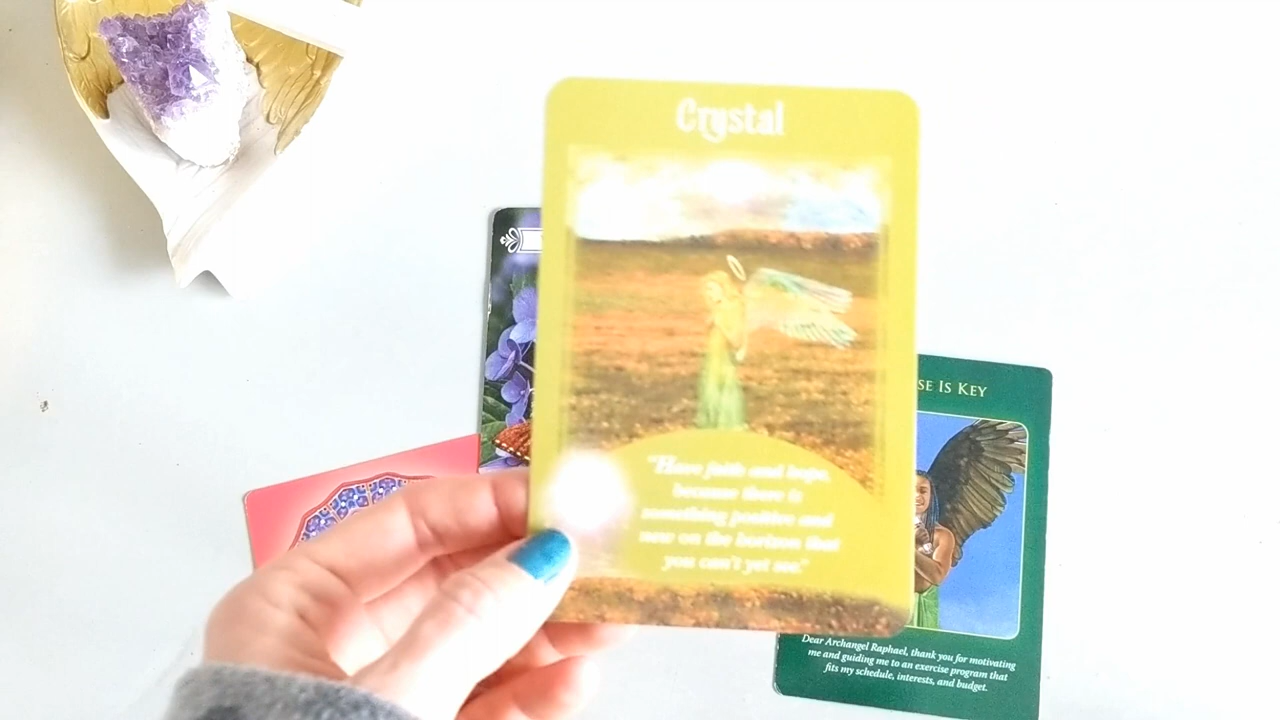 Crystal
"Have faith and hope,
because there is
something positive and
new on the horizon that
you can't yet see."
SE IS KEY
Dear Archangel Raphael, thank you for motivating
me and guiding me to an exercise program that
fits my schedule, interests, and budget.